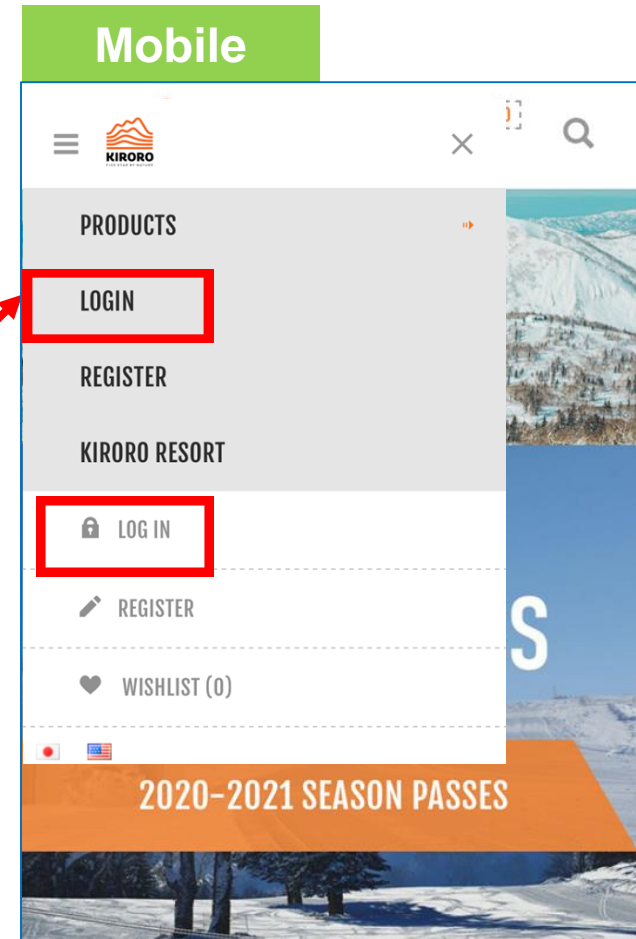 Mobile
KIRORO
PRODUCTS
LOGIN
REGISTER
KIRORO RESORT
LOG IN
REGISTER
WISHLIST (0)
S
2020-2021 SEASON PASSES